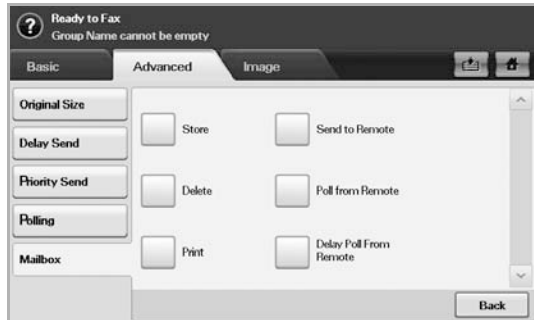 Ready to Fax
Group Name cannot be empty
Basic
Advanced
Image
Original Size
Delay Send
Priority Send
Polling
Mailbox
Store
Send to Remote
Delete
Poll from Remote
Print
Delay Poll From
Remote
Back